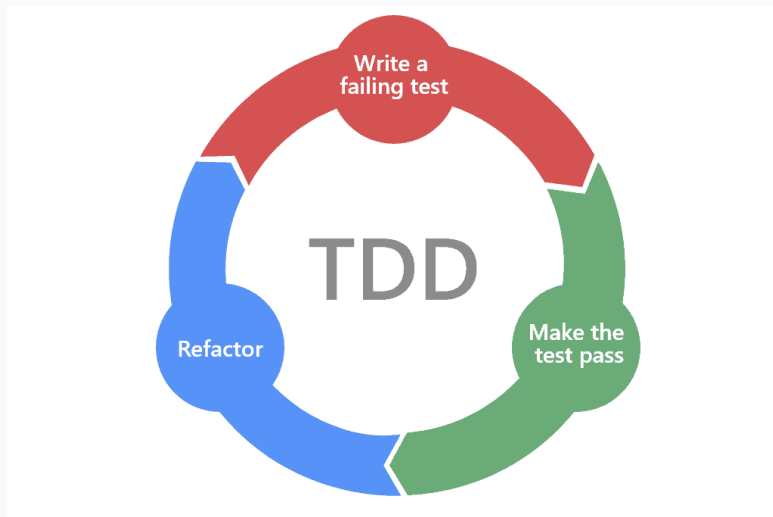 Write a
failing test
TDD
Make the
test pass
Refactor